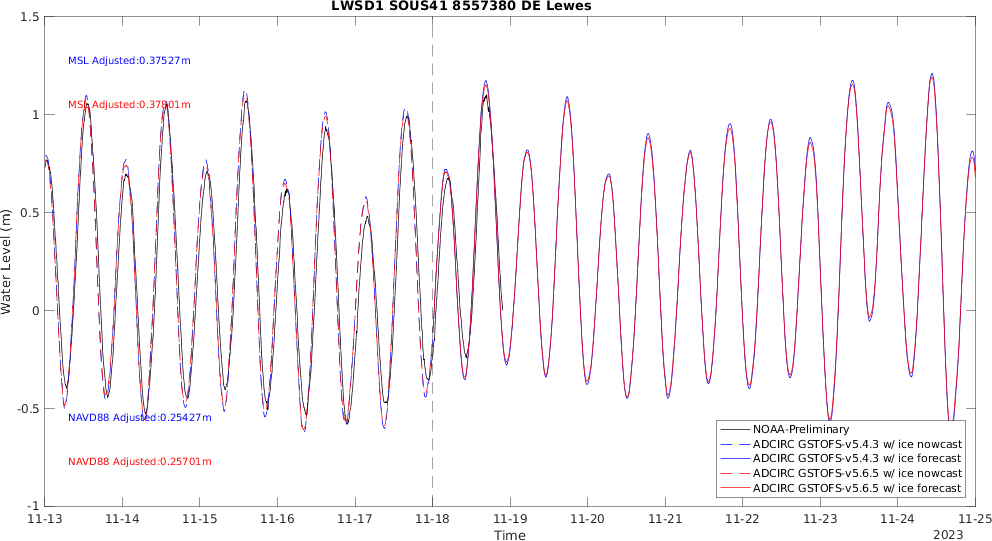 LWSD1 SOUS41 8557380 DE Lewes
Water Level (m)
1.5
1
0.5
0
-0.5
-1
MSL Adjusted:0.37527m
MSL Adjusted:0.37801m
NAVD88 Adjusted:0.25427m
NAVD88 Adjusted:0.25701m
NOAA-Preliminary
ADCIRC GSTOFS-v5.4.3 w/ ice nowcast
ADCIRC GSTOFS-v5.4.3 w/ ice forecast
ADCIRC GSTOFS-v5.6.5 w/ ice nowcast
ADCIRC GSTOFS-v5.6.5 w/ ice forecast
11-13 11-14 11-15 11-16 11-17 11-18 11-19 11-20 11-21 11-22 11-23 11-24 11-25
Time
2023